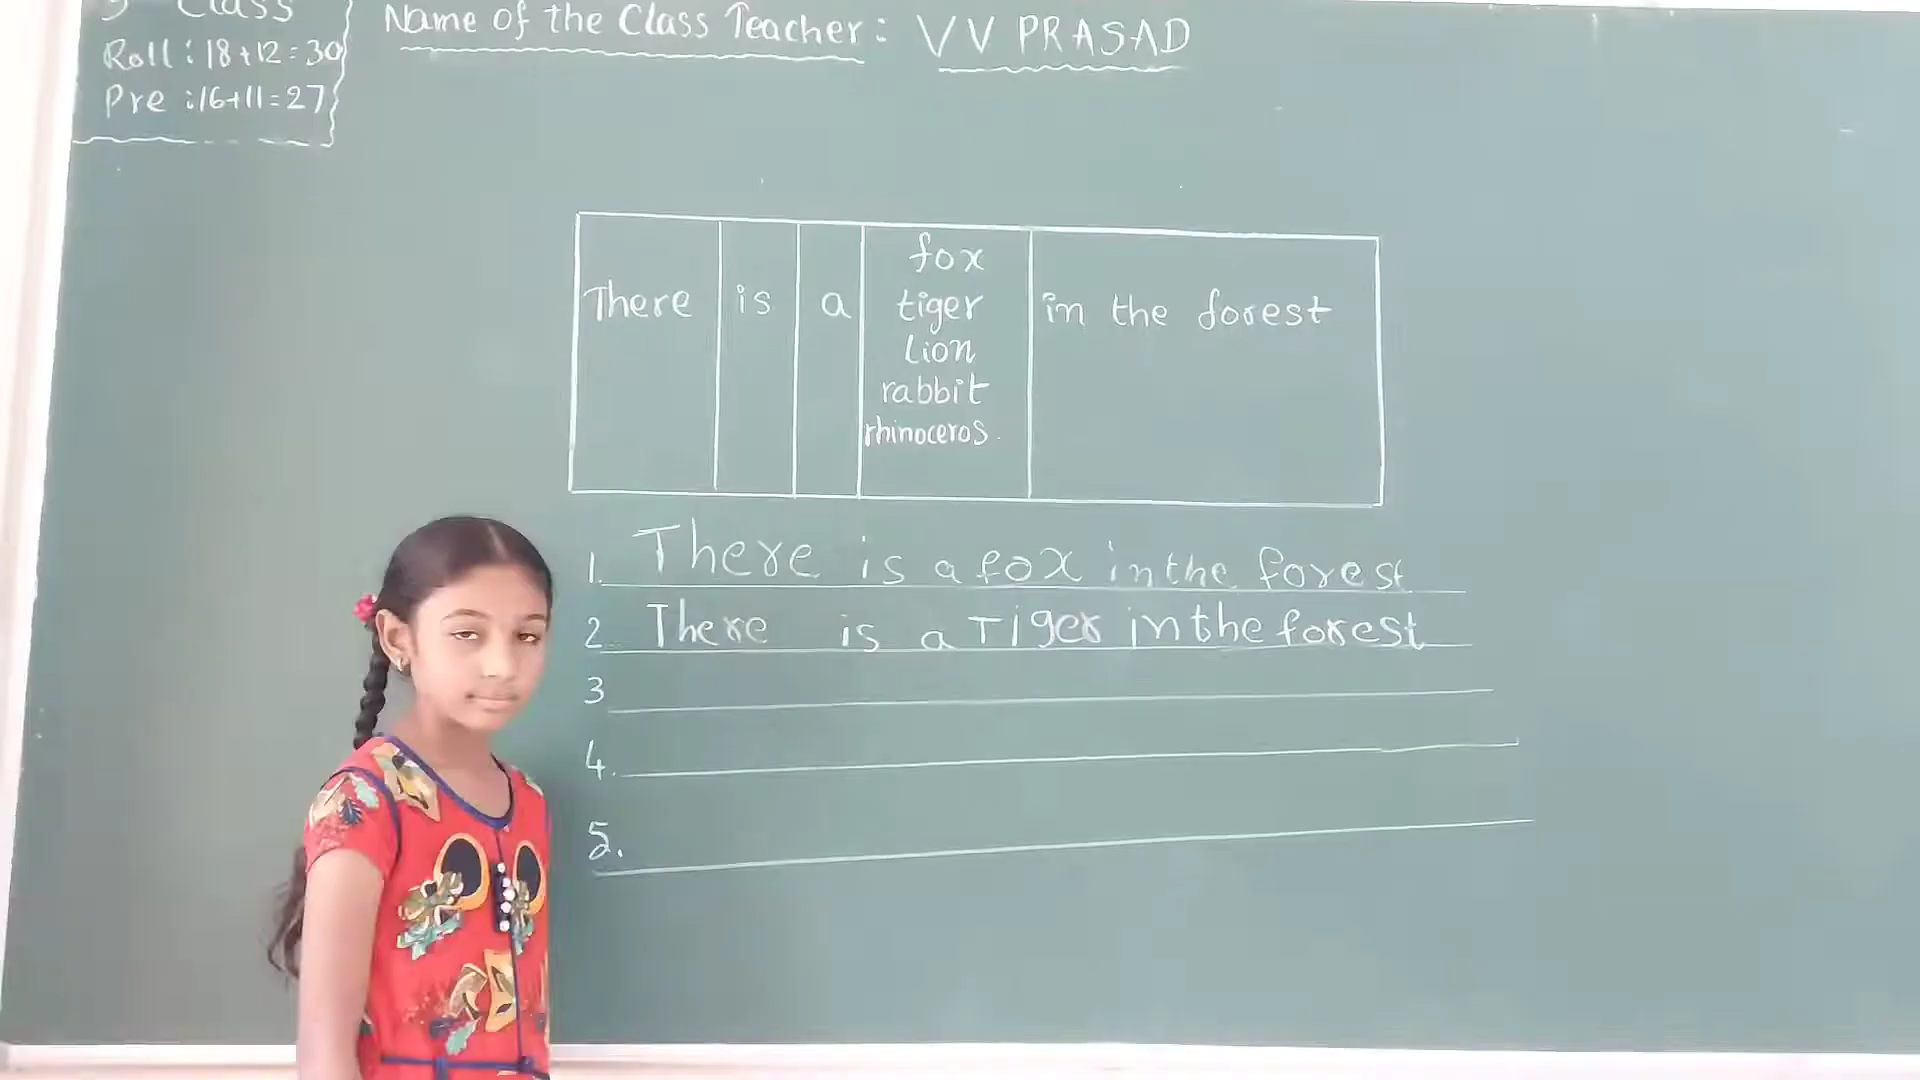 Class
Name of the Class Teacher: V V PRASAD
Roll: 18+12=30
Pre :16+11=27
There is a fox in the forest
tiger
Lion
rabbit
rhinoceros.
1. There is a fox in the forest
2. There is a Tiger in the forest
3
4.
5.